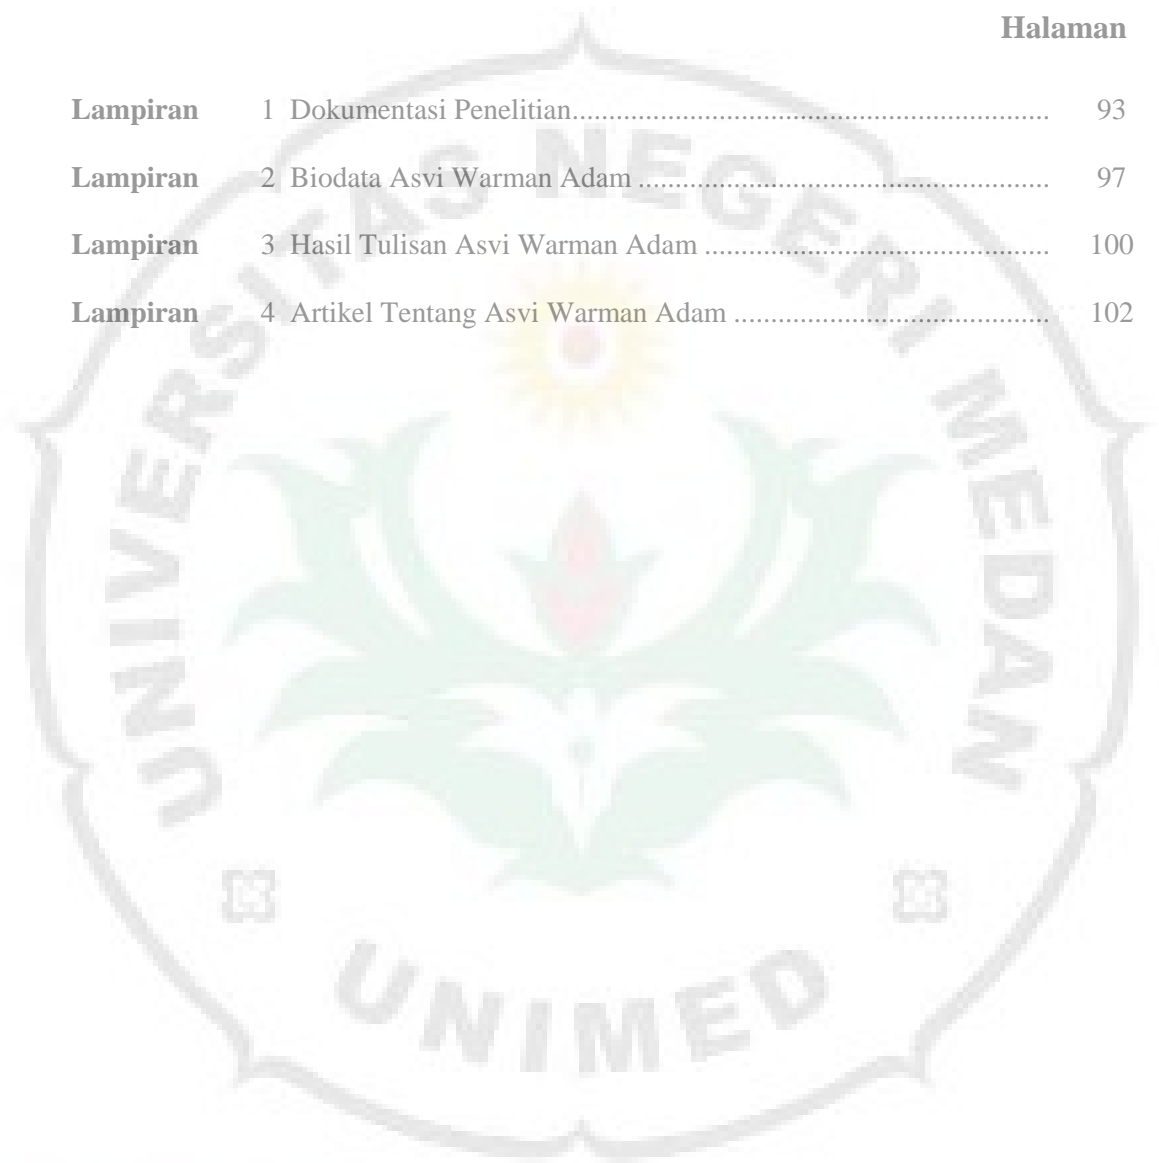 Halaman
Lampiran 1 Dokumentasi Penelitian................................................................ 93
Lampiran 2 Biodata Asvi Warman Adam ....................................................... 97
Lampiran 3 Hasil Tulisan Asvi Warman Adam .............................................. 100
Lampiran 4 Artikel Tentang Asvi Warman Adam .......................................... 102
UNIVERSITAS NEGERI MEDAN
UNIMED